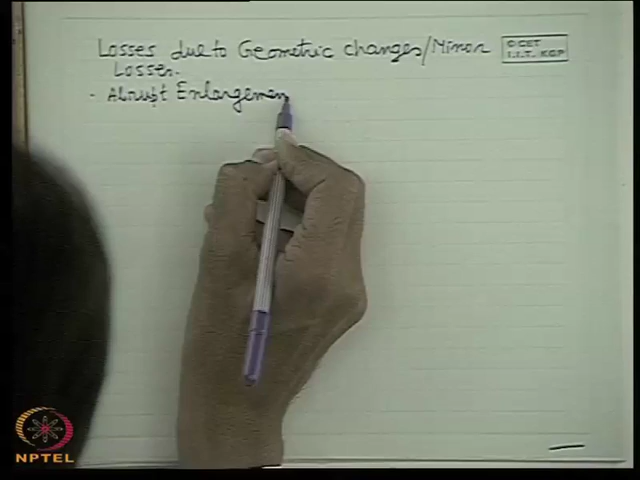 Losses due to Geometric changes/Minor
Losses.
- Abrupt Enlargemen
© CET
I.I.T. KGP
NPTEL